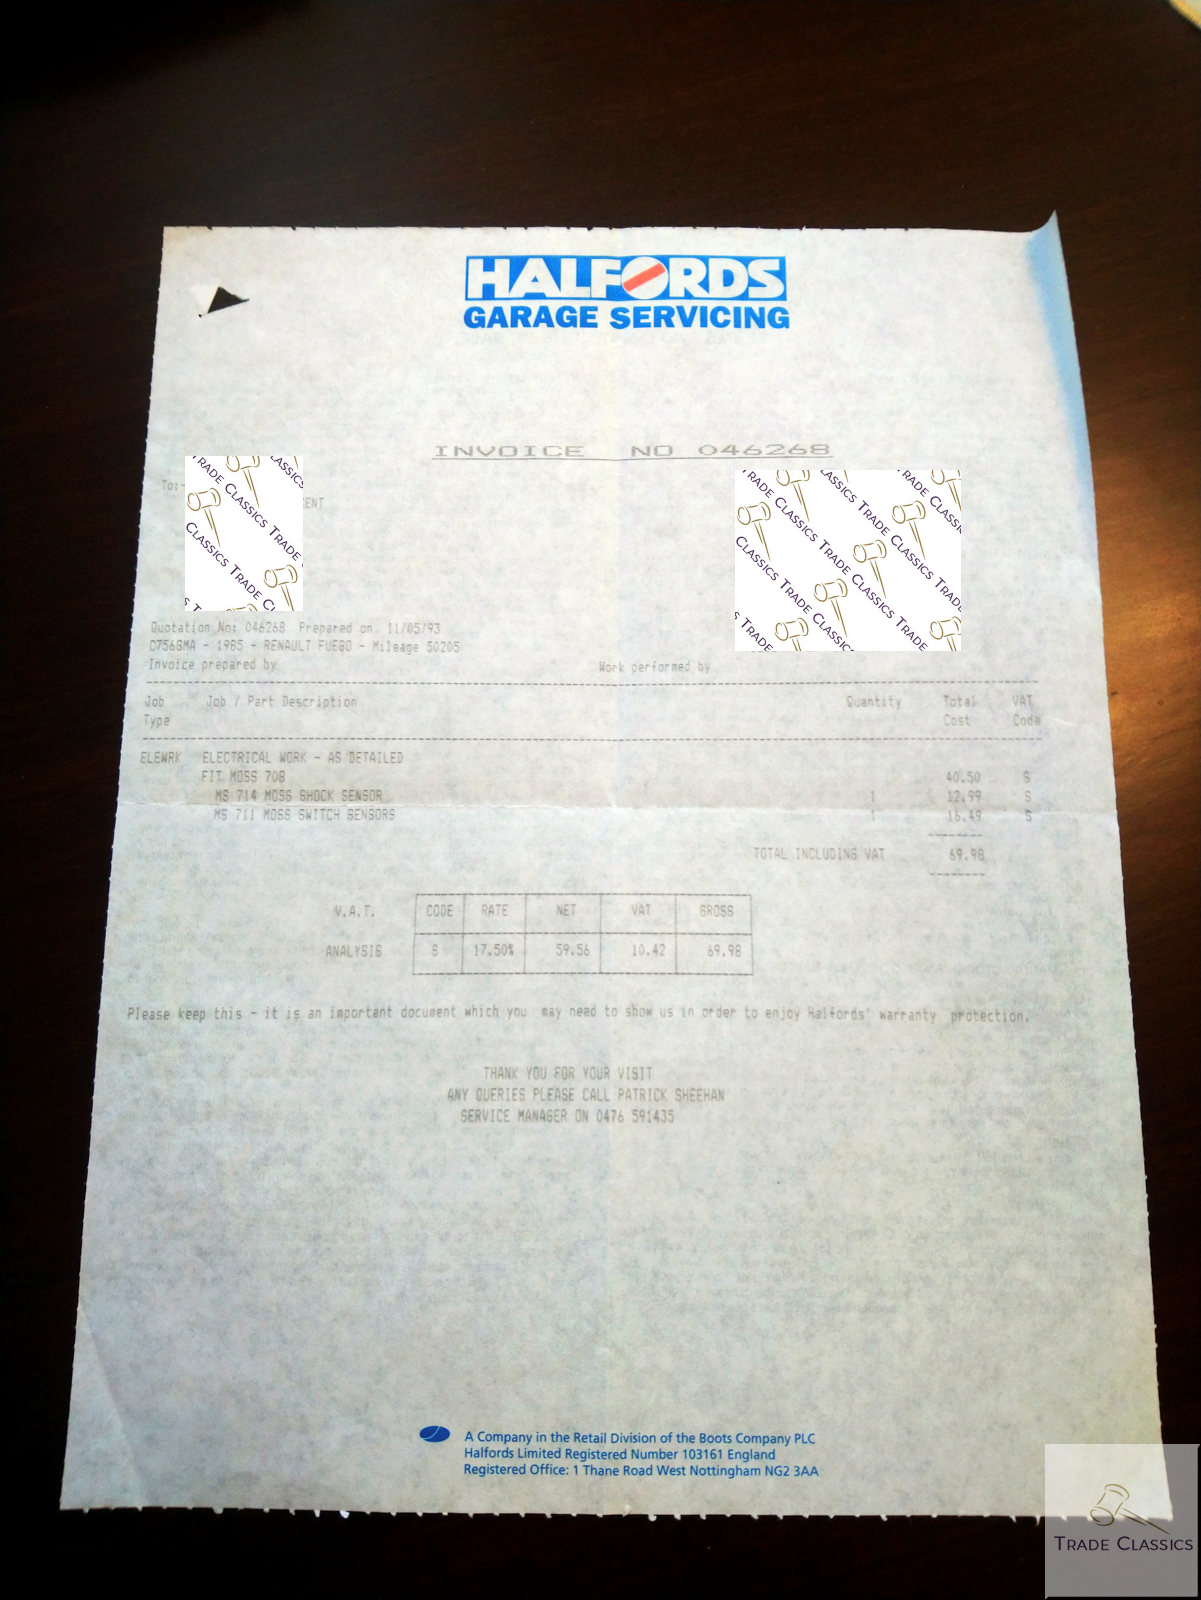 HALFORDS
GARAGE SERVICING
INVOICE NO 046268
To:-
ENT
Quotation No: 046268 Prepared on 11/05/93
C756GMA - 1985 - RENAULT FUEGO - Mileage 50205
Invoice prepared by Work performed by
Job Job / Part Description Quantity Total VAT
Type Cost Code
ELEWRK ELECTRICAL WORK - AS DETAILED
FIT MOSS 708 40.50 S
MS 714 MOSS SHOCK SENSOR 1 12.99 S
MS 711 MOSS SWITCH SENSORS 1 16.49 S
TOTAL INCLUDING VAT 69.98
V.A.T. CODE RATE NET VAT GROSS
ANALYSIS S 17.50% 59.56 10.42 69.98
Please keep this - it is an important document which you may need to show us in order to enjoy Halfords' warranty protection.
THANK YOU FOR YOUR VISIT
ANY QUERIES PLEASE CALL PATRICK SHEEHAN
SERVICE MANAGER ON 0476 591435
A Company in the Retail Division of the Boots Company PLC
Halfords Limited Registered Number 103161 England
Registered Office: 1 Thane Road West Nottingham NG2 3AA
TRADE CLASSICS